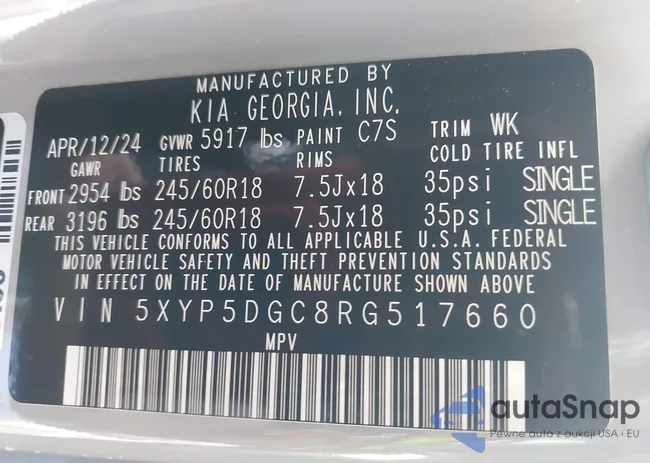 MANUFACTURED BY
KIA GEORGIA, INC.
APR/12/24 GVWR 5917 lbs PAINT C7S TRIM WK
GAWR TIRES RIMS COLD TIRE INFL
FRONT 2954 lbs 245/60R18 7.5Jx18 35psi SINGLE
REAR 3196 lbs 245/60R18 7.5Jx18 35psi SINGLE
THIS VEHICLE CONFORMS TO ALL APPLICABLE U.S.A. FEDERAL
MOTOR VEHICLE SAFETY AND THEFT PREVENTION STANDARDS
IN EFFECT ON THE DATE OF MANUFACTURE SHOWN ABOVE
VIN 5XYP5DGC8RG517660
MPV
autaSnap
Pewne auta z aukcji USA i EU